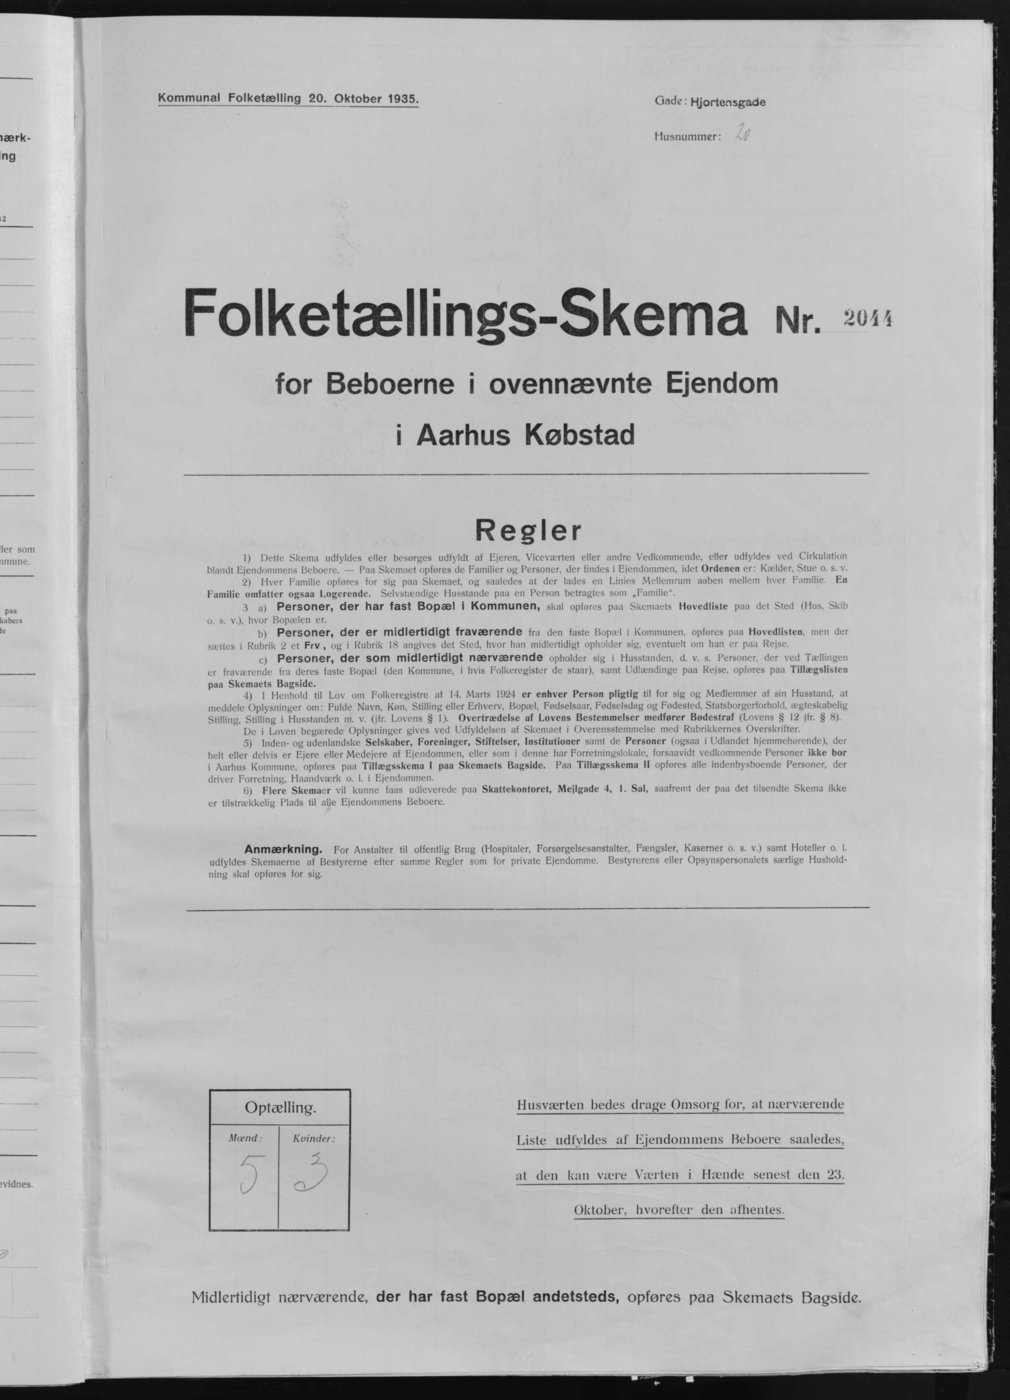 Kommunal Folketælling 20. Oktober 1935.
Gade: Hjortensgade
Husnummer: 20
Folketællings-Skema Nr. 2044
for Beboerne i ovennævnte Ejendom
i Aarhus Købstad
Regler
1) Dette Skema udfyldes eller besørges udfyldt af Ejeren, Viceværten eller andre Vedkommende, eller udfyldes ved Cirkulation
blandt Ejendommens Beboere. — Paa Skemaet opføres de Familier og Personer, der findes i Ejendommen, idet Ordenen er: Kælder, Stue o. s. v.
2) Hver Familie opføres for sig paa Skemaet, og saaledes at der lades en Linies Mellemrum aaben mellem hver Familie. En
Familie omfatter ogsaa Logerende. Selvstændige Husstande paa en Person betragtes som „Familie".
3 a) Personer, der har fast Bopæl i Kommunen, skal opføres paa Skemaets Hovedliste paa det Sted (Hus, Skib
o. s. v.), hvor Bopælen er.
b) Personer, der er midlertidigt fraværende fra den faste Bopæl i Kommunen, opføres paa Hovedlisten, men der
sættes i Rubrik 2 et Frv, og i Rubrik 18 angives det Sted, hvor han midlertidigt opholder sig, eventuelt om han er paa Rejse.
c) Personer, der som midlertidigt nærværende opholder sig i Husstanden, d. v. s. Personer, der ved Tællingen
er fraværende fra deres faste Bopæl (den Kommune, i hvis Folkeregister de staar), samt Udlændinge paa Rejse, opføres paa Tillægslisten
paa Skemaets Bagside.
4) I Henhold til Lov om Folkeregistre af 14. Marts 1924 er enhver Person pligtig til for sig og Medlemmer af sin Husstand, at
meddele Oplysninger om: Fulde Navn, Køn, Stilling eller Erhverv, Bopæl, Fødselsaar, Fødselsdag og Fødested, Statsborgerforhold, ægteskabelig
Stilling, Stilling i Husstanden m. v. (jfr. Lovens § 1). Overtrædelse af Lovens Bestemmelser medfører Bødestraf (Lovens § 12 jfr. § 8).
De i Loven begærede Oplysninger gives ved Udfyldelsen af Skemaet i Overensstemmelse med Rubrikkernes Overskrifter.
5) Inden- og udenlandske Selskaber, Foreninger, Stiftelser, Institutioner samt de Personer (ogsaa i Udlandet hjemmehørende), der
helt eller delvis er Ejere eller Medejere af Ejendommen, eller som i denne har Forretningslokale, forsaavidt vedkommende Personer ikke bor
i Aarhus Kommune, opføres paa Tillægsskema I paa Skemaets Bagside. Paa Tillægsskema II opføres alle indenbysboende Personer, der
driver Forretning, Haandværk o. l. i Ejendommen.
6) Flere Skemaer vil kunne faas udleverede paa Skattekontoret, Mejlgade 4, 1. Sal, saafremt der paa det tilsendte Skema ikke
er tilstrækkelig Plads til alle Ejendommens Beboere.
Anmærkning. For Anstalter til offentlig Brug (Hospitaler, Forsørgelsesanstalter, Fængsler, Kaserner o. s. v.) samt Hoteller o. l.
udfyldes Skemaerne af Bestyrerne efter samme Regler som for private Ejendomme. Bestyrerens eller Opsynspersonalets særlige Hushold-
ning skal opføres for sig.
Optælling.
Mænd: Kvinder:
5 3
Husværten bedes drage Omsorg for, at nærværende
Liste udfyldes af Ejendommens Beboere saaledes,
at den kan være Værten i Hænde senest den 23.
Oktober, hvorefter den afhentes.
Midlertidigt nærværende, der har fast Bopæl andetsteds, opføres paa Skemaets Bagside.